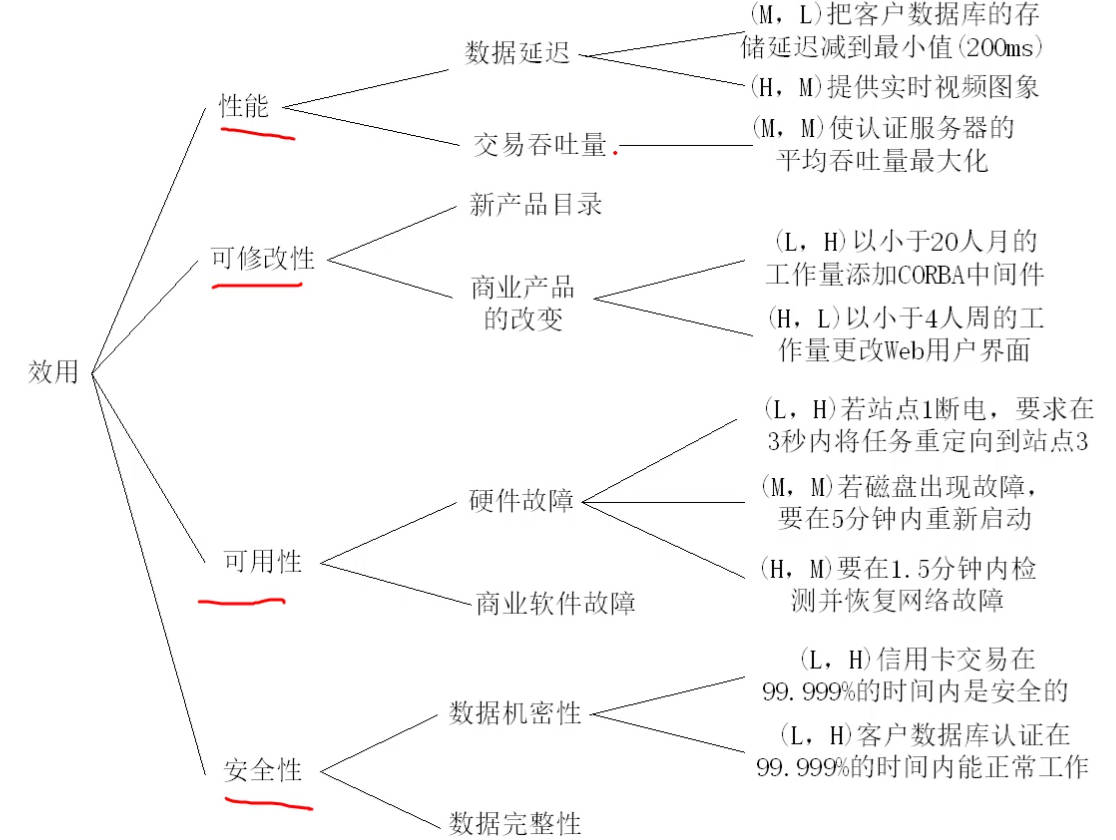 效用
性能
数据延迟
(M, L)把客户数据库的存
储延迟减到最小值(200ms)
(H, M)提供实时视频图象
交易吞吐量
(M, M)使认证服务器的
平均吞吐量最大化
可修改性
新产品目录
商业产品
的改变
(L, H)以小于20人月的
工作量添加CORBA中间件
(H, L)以小于4人周的工
作量更改Web用户界面
可用性
硬件故障
(L, H)若站点1断电，要求在
3秒内将任务重定向到站点3
(M, M)若磁盘出现故障，
要在5分钟内重新启动
(H, M)要在1.5分钟内检
测并恢复网络故障
商业软件故障
安全性
数据机密性
(L, H)信用卡交易在
99.999%的时间内是安全的
(L, H)客户数据库认证在
99.999%的时间内能正常工作
数据完整性